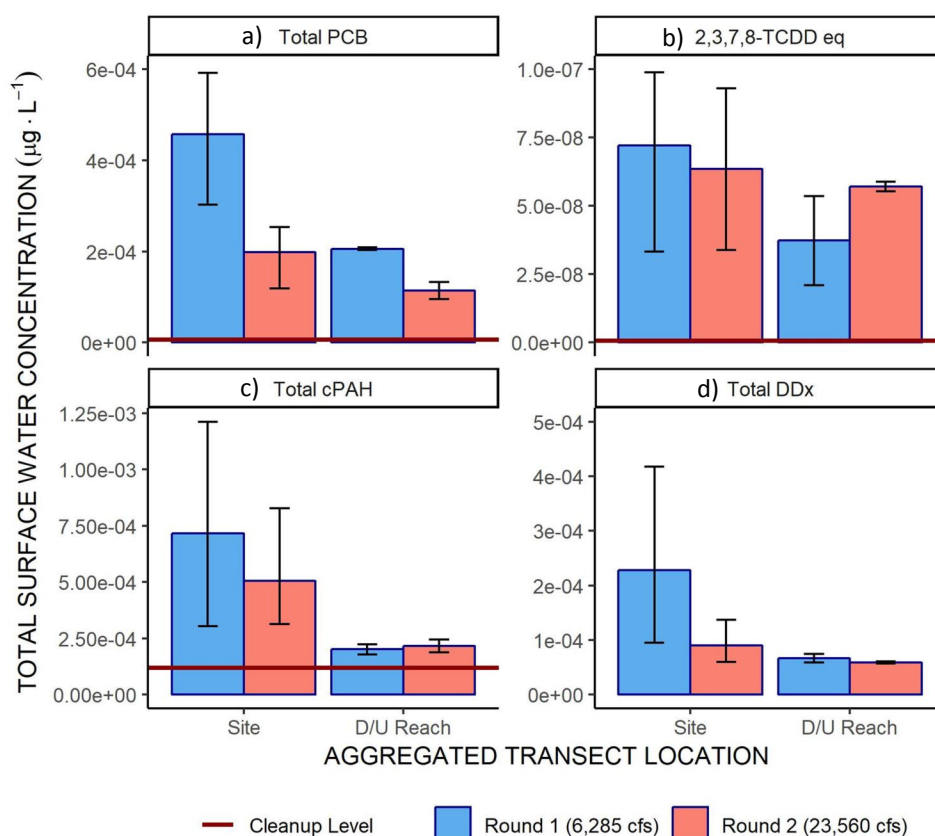 a) Total PCB
b) 2,3,7,8-TCDD eq
6e-04
4e-04
2e-04
0e+00
1.0e-07
7.5e-08
5.0e-08
2.5e-08
0.0e+00
c) Total cPAH
d) Total DDx
1.25e-03
1.00e-03
7.50e-04
5.00e-04
2.50e-04
0.00e+00
5e-04
4e-04
3e-04
2e-04
1e-04
0e+00
TOTAL SURFACE WATER CONCENTRATION (µg · L⁻¹)
Site D/U Reach Site D/U Reach
AGGREGATED TRANSECT LOCATION
Cleanup Level Round 1 (6,285 cfs) Round 2 (23,560 cfs)